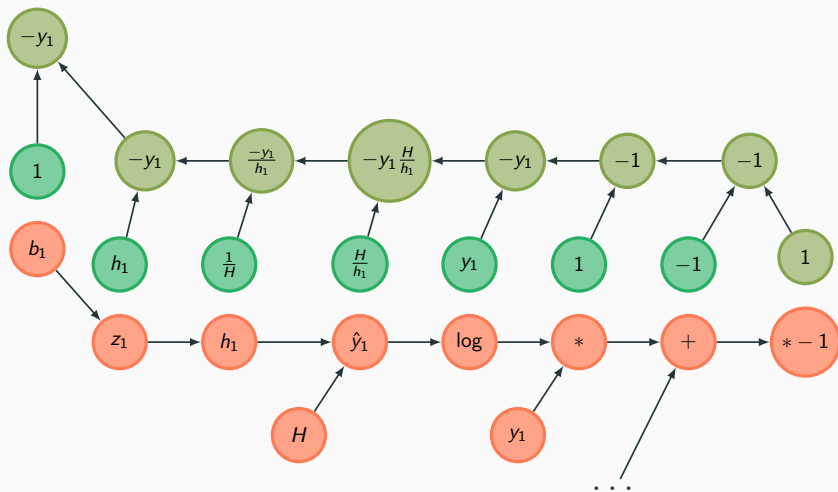 −y₁
−y₁ −y₁/h₁ −y₁ H/h₁ −y₁ −1 −1
1
b₁ h₁ 1/H H/h₁ y₁ 1 −1 1
z₁ h₁ ŷ₁ log ∗ + ∗ − 1
H y₁
...